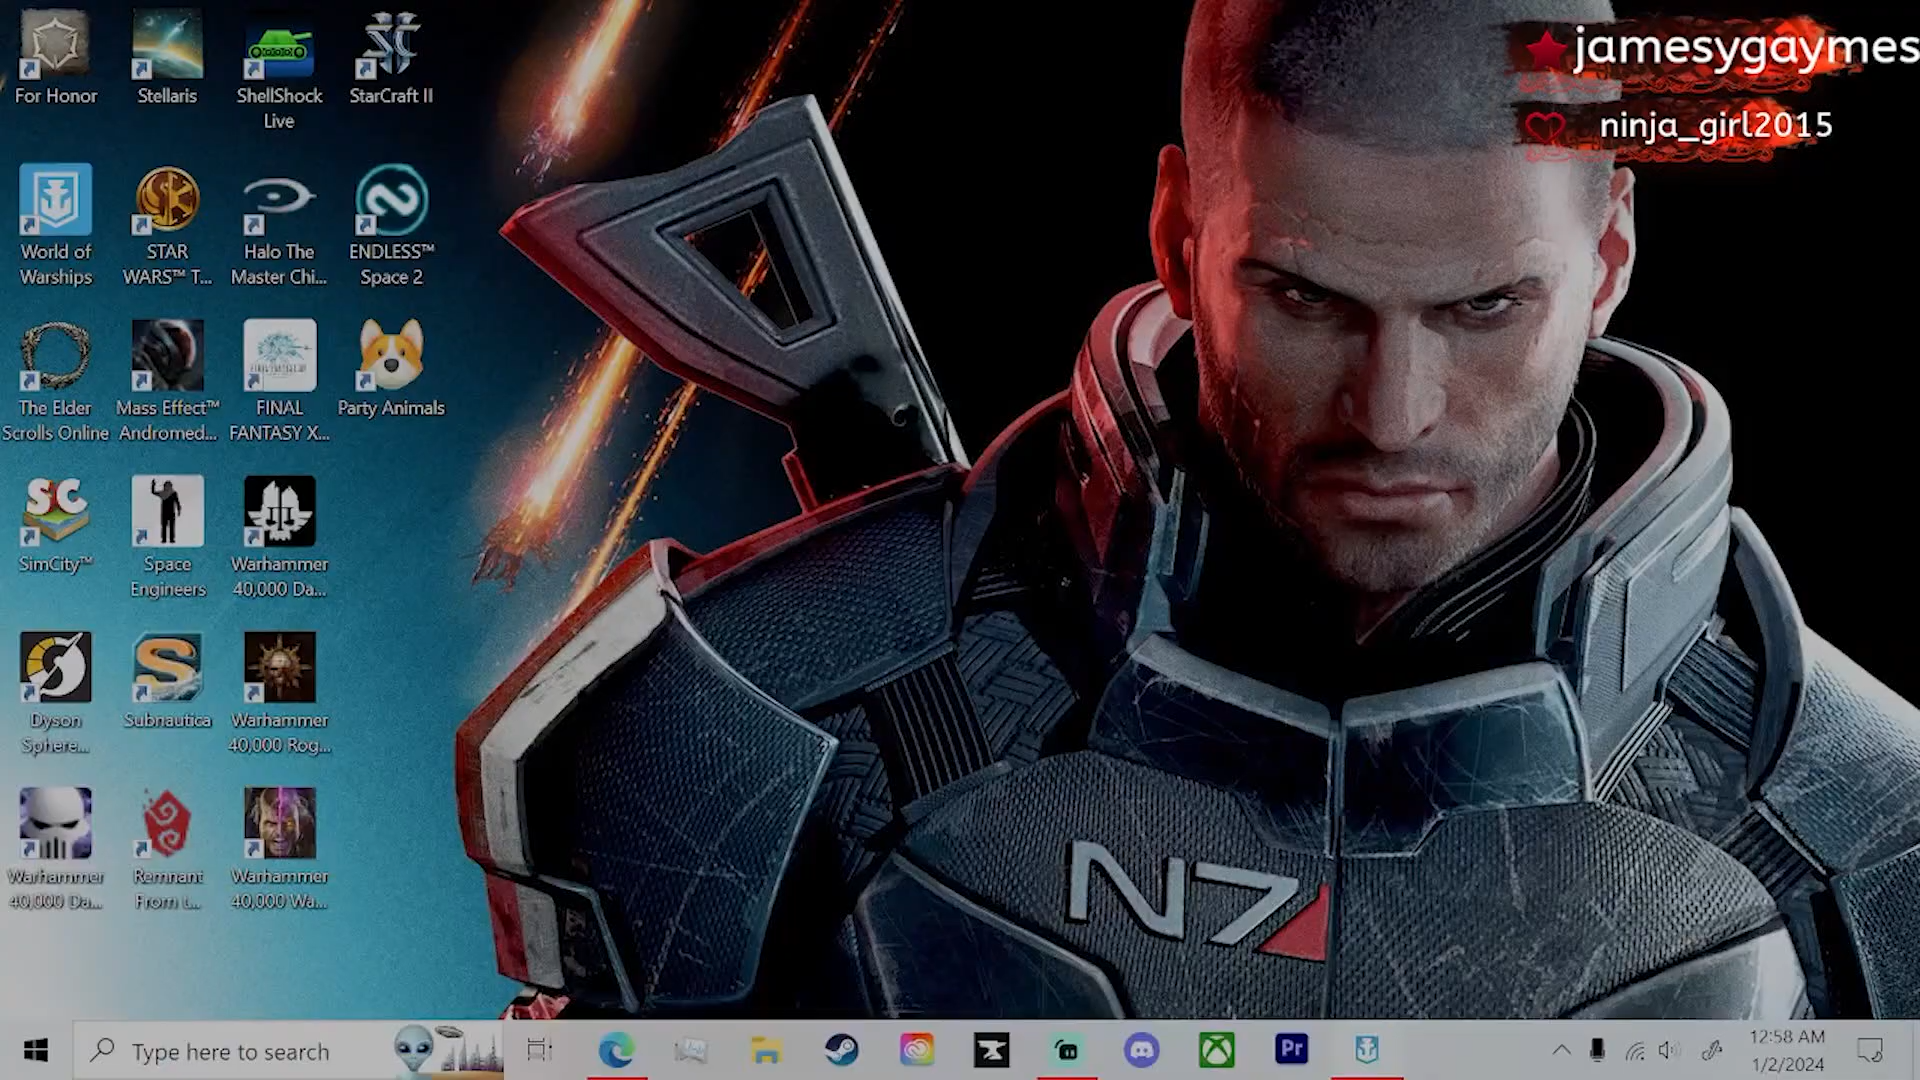 jamesygaymes
ninja_girl2015
For Honor
Stellaris
ShellShock
Live
StarCraft II
World of
Warships
STAR
WARS™ T...
Halo The
Master Chi...
ENDLESS™
Space 2
The Elder
Scrolls Online
Mass Effect™
Andromed...
FINAL
FANTASY X...
Party Animals
SimCity™
Space
Engineers
Warhammer
40,000 Da...
Dyson
Sphere...
Subnautica
Warhammer
40,000 Rog...
Warhammer
40,000 Da...
Remnant
From t...
Warhammer
40,000 Wa...
N7
Type here to search
Pr
12:58 AM
1/2/2024